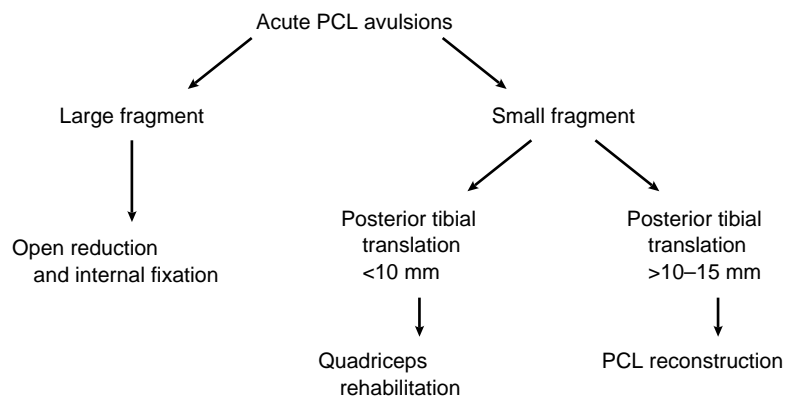 Acute PCL avulsions
Large fragment
Small fragment
Open reduction
and internal fixation
Posterior tibial
translation
<10 mm
Posterior tibial
translation
>10–15 mm
Quadriceps
rehabilitation
PCL reconstruction